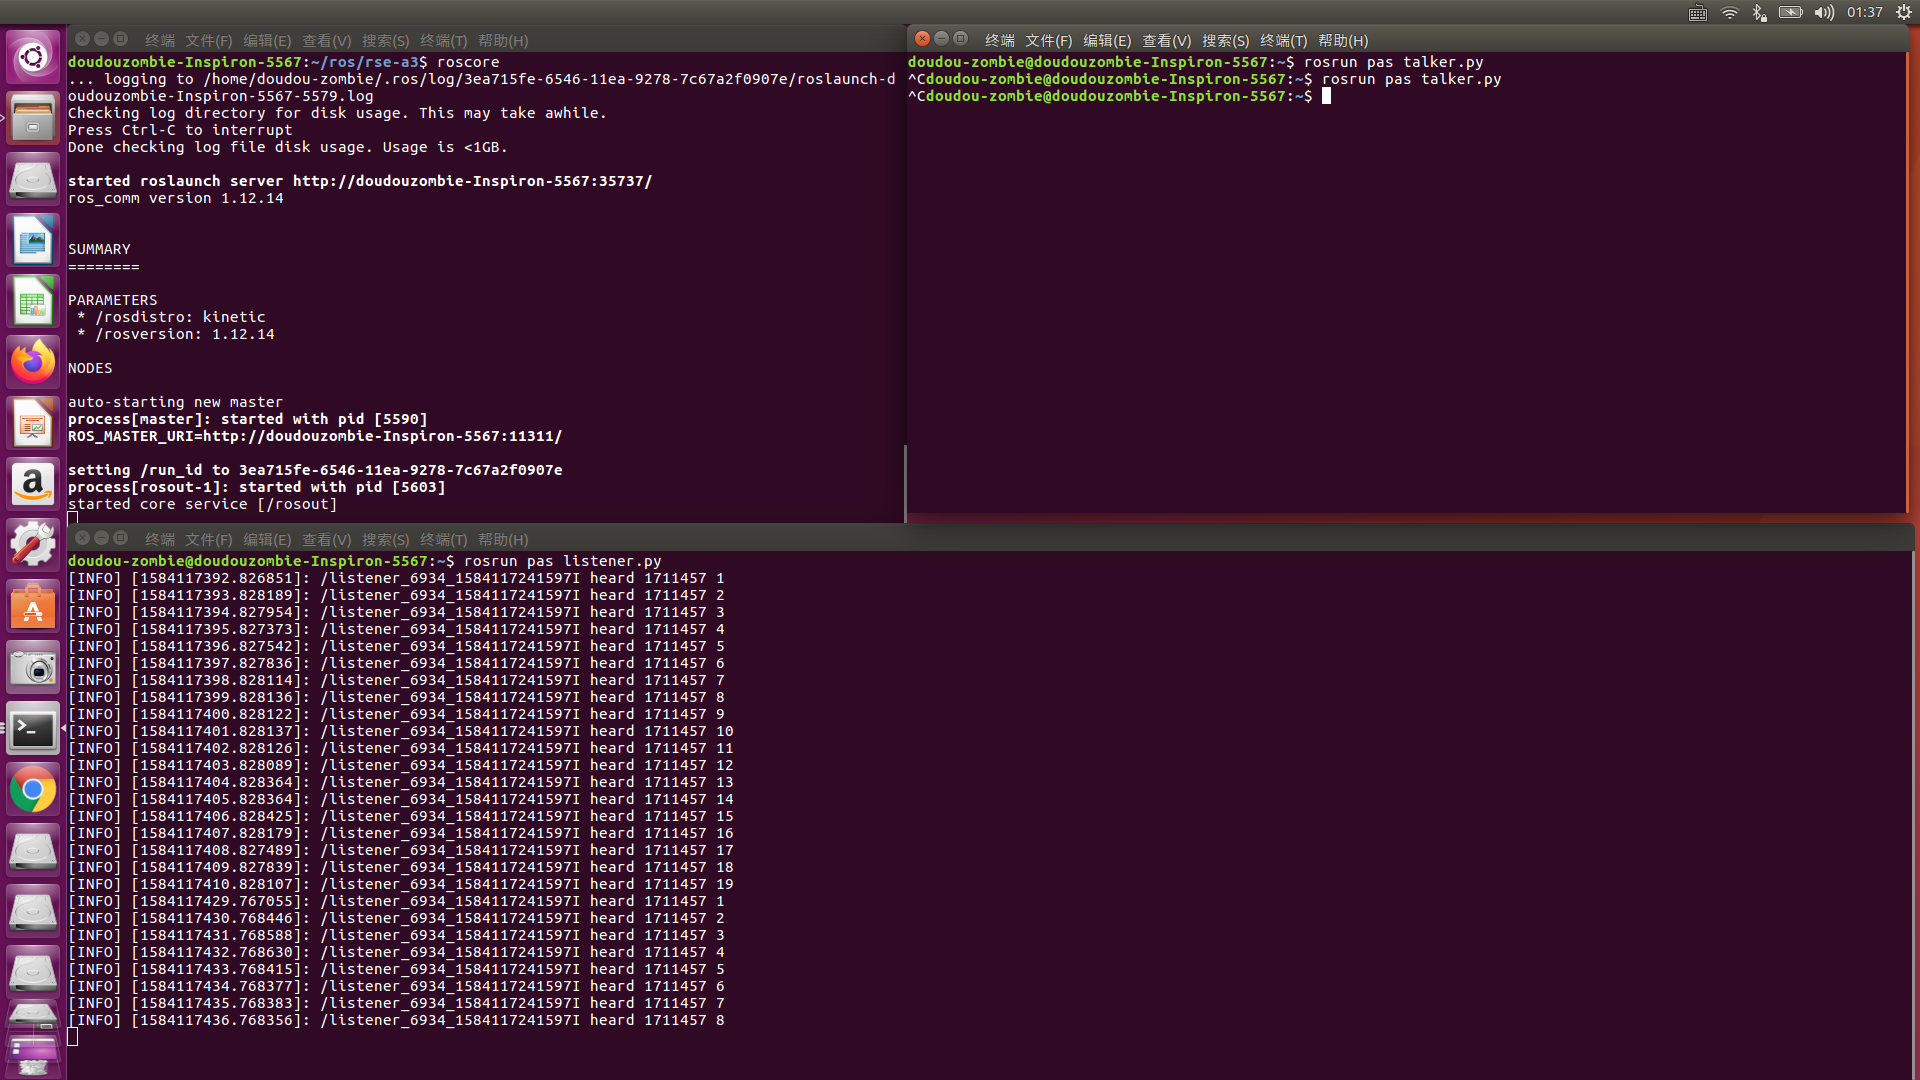 01:37
终端 文件(F) 编辑(E) 查看(V) 搜索(S) 终端(T) 帮助(H)
doudouzombie-Inspiron-5567:~/ros/rse-a3$ roscore
... logging to /home/doudou-zombie/.ros/log/3ea715fe-6546-11ea-9278-7c67a2f0907e/roslaunch-d
oudouzombie-Inspiron-5567-5579.log
Checking log directory for disk usage. This may take awhile.
Press Ctrl-C to interrupt
Done checking log file disk usage. Usage is <1GB.
started roslaunch server http://doudouzombie-Inspiron-5567:35737/
ros_comm version 1.12.14
SUMMARY
========
PARAMETERS
* /rosdistro: kinetic
* /rosversion: 1.12.14
NODES
auto-starting new master
process[master]: started with pid [5590]
ROS_MASTER_URI=http://doudouzombie-Inspiron-5567:11311/
setting /run_id to 3ea715fe-6546-11ea-9278-7c67a2f0907e
process[rosout-1]: started with pid [5603]
started core service [/rosout]
终端 文件(F) 编辑(E) 查看(V) 搜索(S) 终端(T) 帮助(H)
doudou-zombie@doudouzombie-Inspiron-5567:~$ rosrun pas talker.py
^Cdoudou-zombie@doudouzombie-Inspiron-5567:~$ rosrun pas talker.py
^Cdoudou-zombie@doudouzombie-Inspiron-5567:~$
终端 文件(F) 编辑(E) 查看(V) 搜索(S) 终端(T) 帮助(H)
doudou-zombie@doudouzombie-Inspiron-5567:~$ rosrun pas listener.py
[INFO] [1584117392.826851]: /listener_6934_1584117241597I heard 1711457 1
[INFO] [1584117393.828189]: /listener_6934_1584117241597I heard 1711457 2
[INFO] [1584117394.827954]: /listener_6934_1584117241597I heard 1711457 3
[INFO] [1584117395.827373]: /listener_6934_1584117241597I heard 1711457 4
[INFO] [1584117396.827542]: /listener_6934_1584117241597I heard 1711457 5
[INFO] [1584117397.827836]: /listener_6934_1584117241597I heard 1711457 6
[INFO] [1584117398.828114]: /listener_6934_1584117241597I heard 1711457 7
[INFO] [1584117399.828136]: /listener_6934_1584117241597I heard 1711457 8
[INFO] [1584117400.828122]: /listener_6934_1584117241597I heard 1711457 9
[INFO] [1584117401.828137]: /listener_6934_1584117241597I heard 1711457 10
[INFO] [1584117402.828126]: /listener_6934_1584117241597I heard 1711457 11
[INFO] [1584117403.828089]: /listener_6934_1584117241597I heard 1711457 12
[INFO] [1584117404.828364]: /listener_6934_1584117241597I heard 1711457 13
[INFO] [1584117405.828364]: /listener_6934_1584117241597I heard 1711457 14
[INFO] [1584117406.828425]: /listener_6934_1584117241597I heard 1711457 15
[INFO] [1584117407.828179]: /listener_6934_1584117241597I heard 1711457 16
[INFO] [1584117408.827489]: /listener_6934_1584117241597I heard 1711457 17
[INFO] [1584117409.827839]: /listener_6934_1584117241597I heard 1711457 18
[INFO] [1584117410.828107]: /listener_6934_1584117241597I heard 1711457 19
[INFO] [1584117429.767055]: /listener_6934_1584117241597I heard 1711457 1
[INFO] [1584117430.768446]: /listener_6934_1584117241597I heard 1711457 2
[INFO] [1584117431.768588]: /listener_6934_1584117241597I heard 1711457 3
[INFO] [1584117432.768630]: /listener_6934_1584117241597I heard 1711457 4
[INFO] [1584117433.768415]: /listener_6934_1584117241597I heard 1711457 5
[INFO] [1584117434.768377]: /listener_6934_1584117241597I heard 1711457 6
[INFO] [1584117435.768383]: /listener_6934_1584117241597I heard 1711457 7
[INFO] [1584117436.768356]: /listener_6934_1584117241597I heard 1711457 8